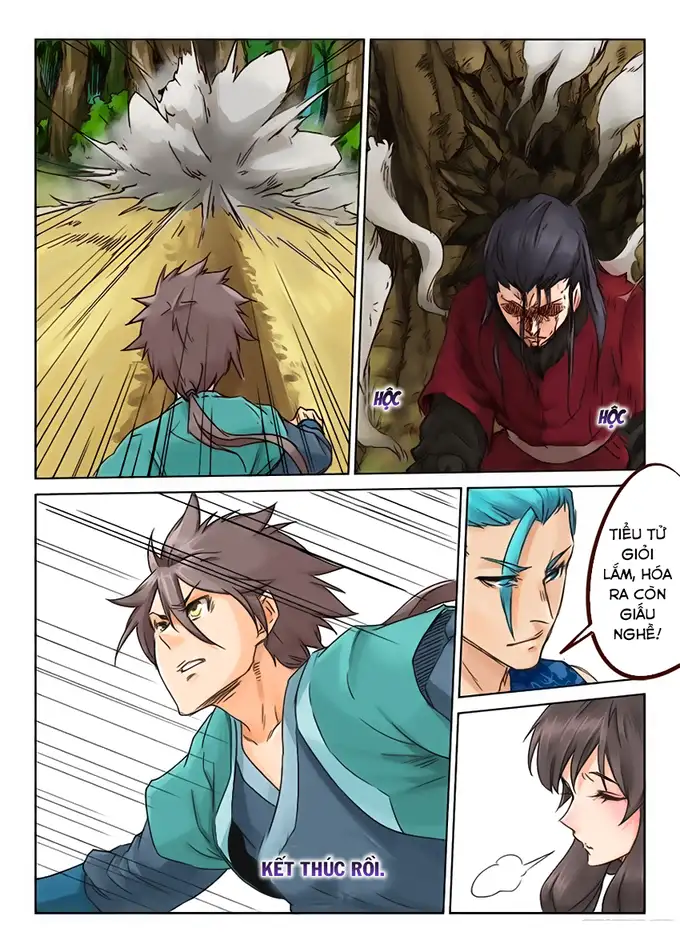 HỘC
HỘC
TIỂU TỬ
GIỎI
LẮM, HÓA
RA CÒN
GIẤU
NGHỀ!
KẾT THÚC RỒI.